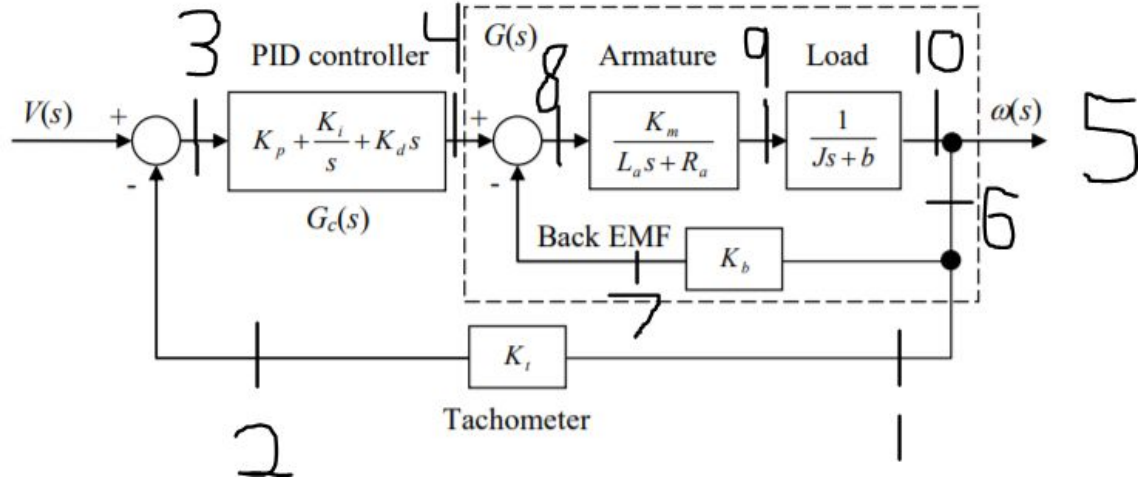 3
4
G(s)
8
9
10
PID controller
Armature
Load
V(s)
+
K_p + K_i/s + K_d s
+
K_m/(L_a s + R_a)
1/(Js + b)
ω(s)
5
-
-
G_c(s)
6
Back EMF
K_b
7
K_t
Tachometer
2
1